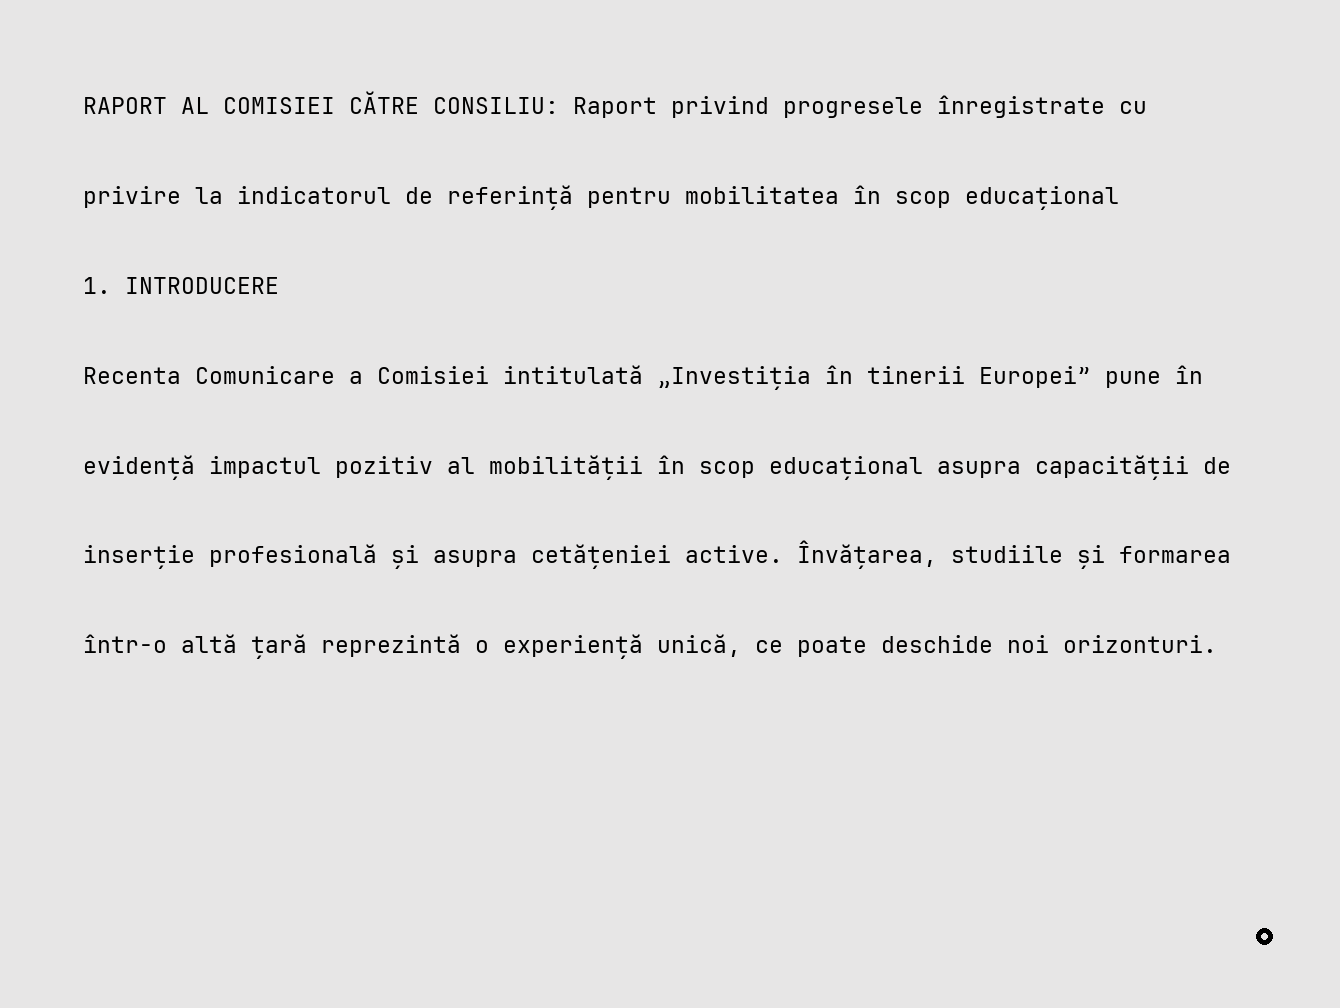 RAPORT AL COMISIEI CĂTRE CONSILIU: Raport privind progresele înregistrate cu
privire la indicatorul de referință pentru mobilitatea în scop educațional
1. INTRODUCERE
Recenta Comunicare a Comisiei intitulată „Investiția în tinerii Europei” pune în
evidență impactul pozitiv al mobilității în scop educațional asupra capacității de
inserție profesională și asupra cetățeniei active. Învățarea, studiile și formarea
într-o altă țară reprezintă o experiență unică, ce poate deschide noi orizonturi.